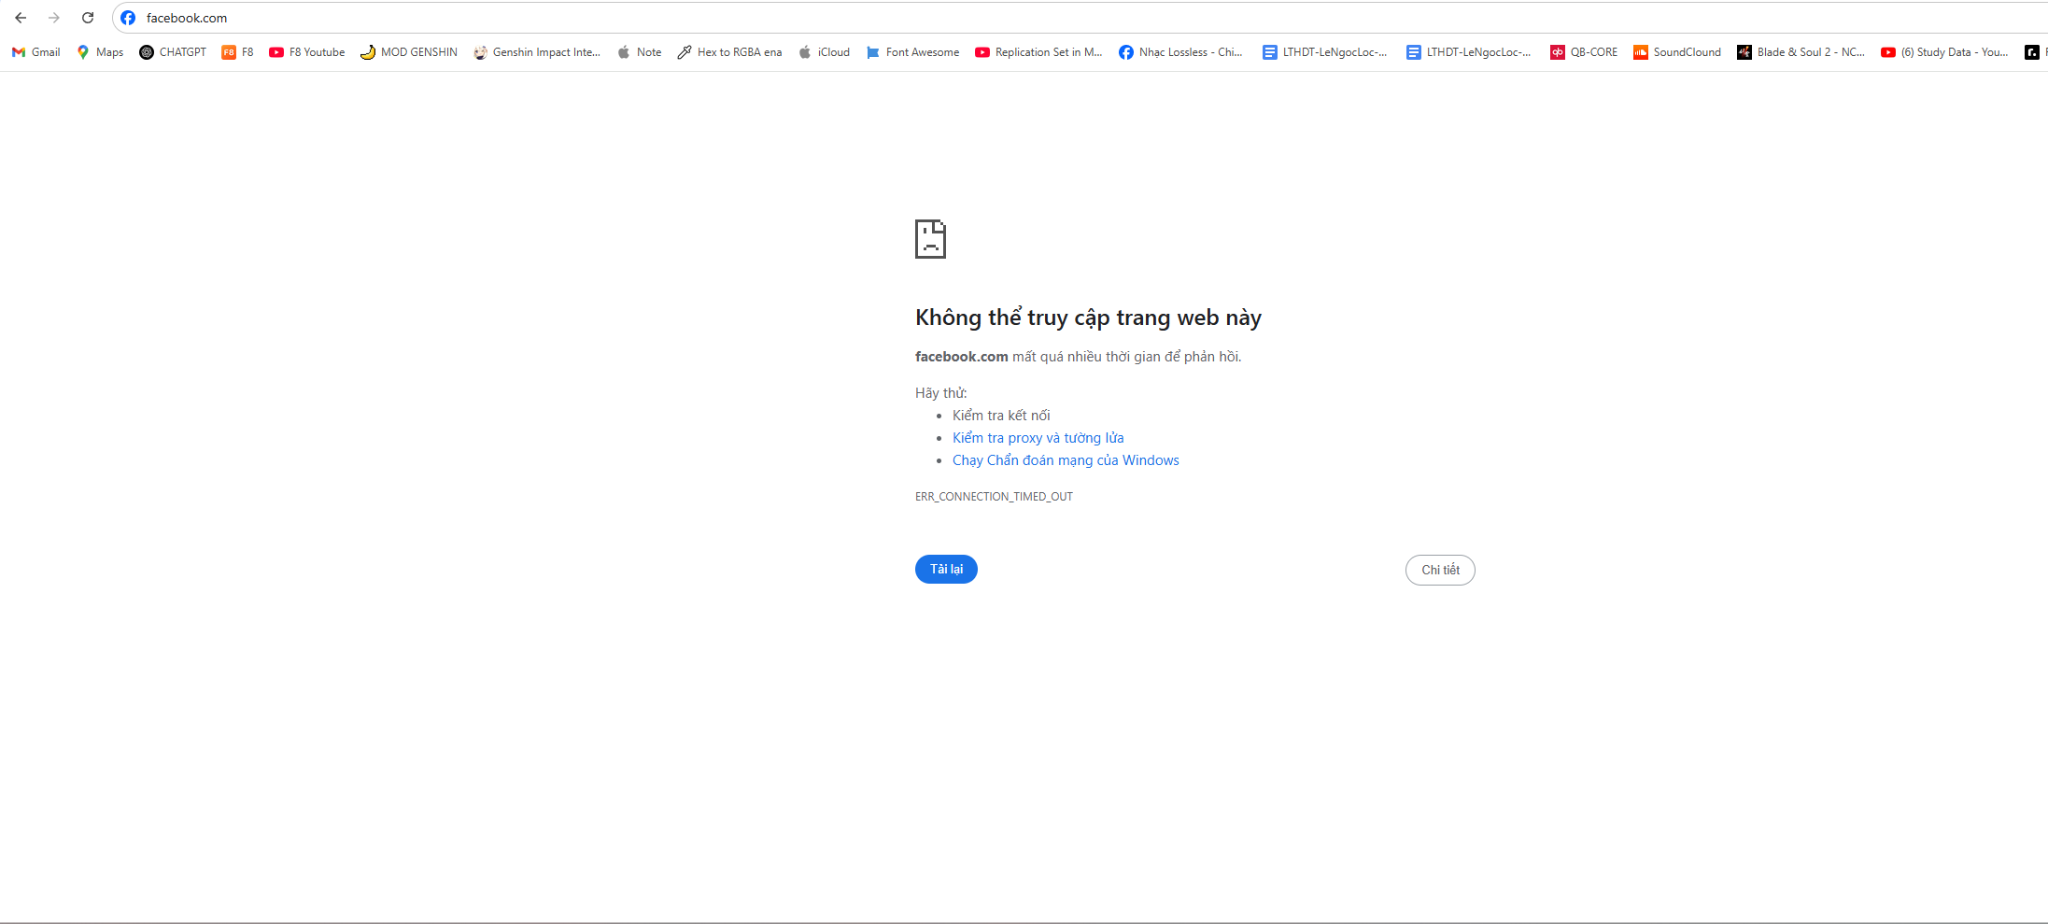 facebook.com
Gmail Maps CHATGPT F8 F8 F8 Youtube MOD GENSHIN Genshin Impact Inte... Note Hex to RGBA ena iCloud Font Awesome Replication Set in M... Nhạc Lossless - Chi... LTHDT-LeNgocLoc-... LTHDT-LeNgocLoc-... QB-CORE SoundClound Blade & Soul 2 - NC... (6) Study Data - You... r.
Không thể truy cập trang web này
facebook.com mất quá nhiều thời gian để phản hồi.
Hãy thử:
• Kiểm tra kết nối
• Kiểm tra proxy và tường lửa
• Chạy Chẩn đoán mạng của Windows
ERR_CONNECTION_TIMED_OUT
Tải lại Chi tiết